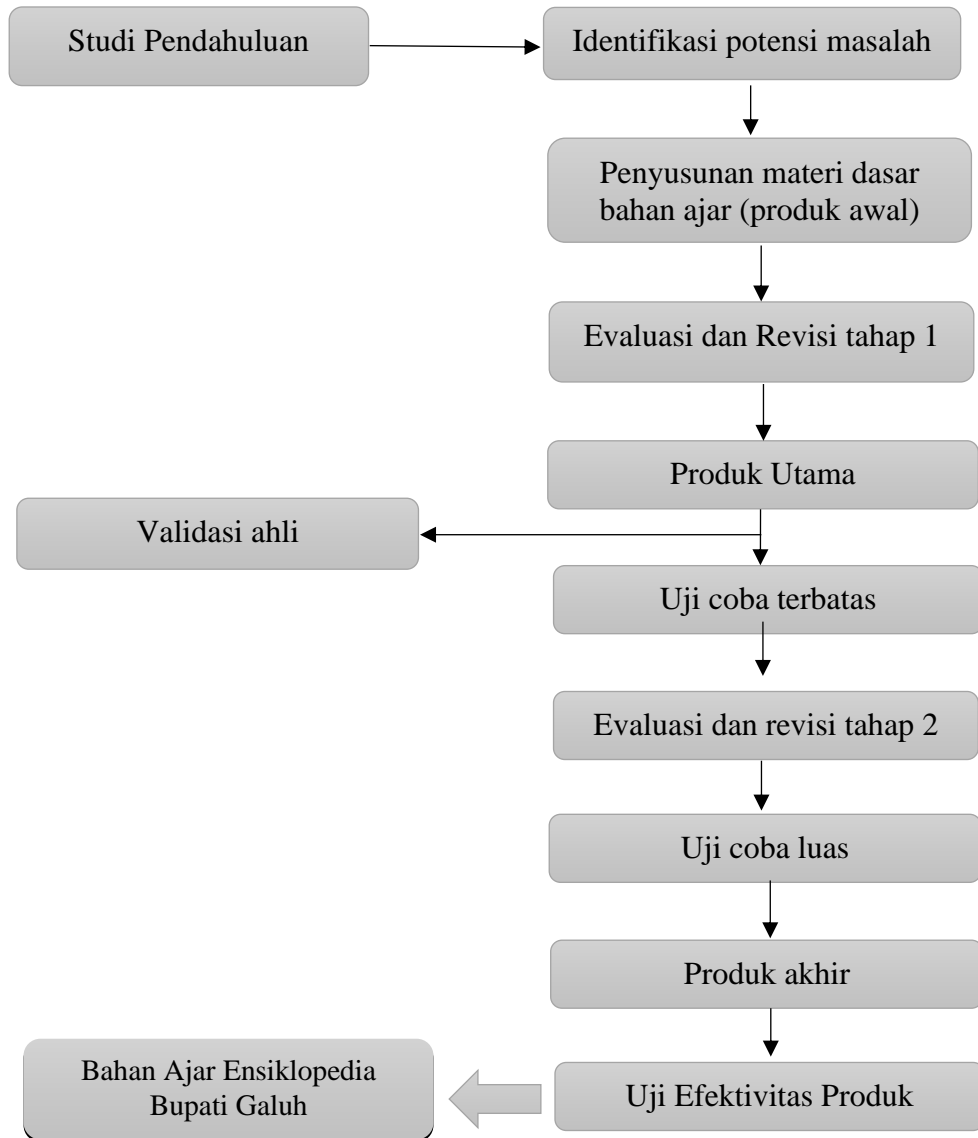 Studi Pendahuluan
Identifikasi potensi masalah
Penyusunan materi dasar
bahan ajar (produk awal)
Evaluasi dan Revisi tahap 1
Produk Utama
Validasi ahli
Uji coba terbatas
Evaluasi dan revisi tahap 2
Uji coba luas
Produk akhir
Bahan Ajar Ensiklopedia
Bupati Galuh
Uji Efektivitas Produk